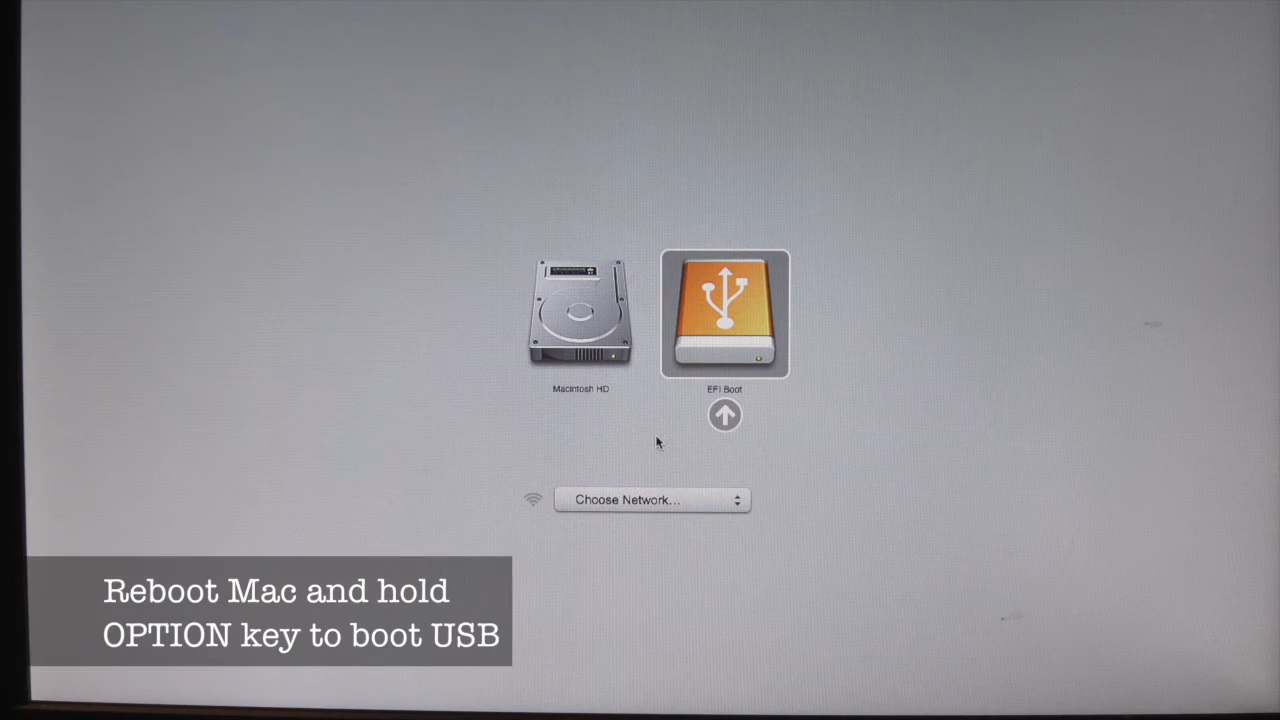 Macintosh HD
EFI Boot
Choose Network...
Reboot Mac and hold
OPTION key to boot USB